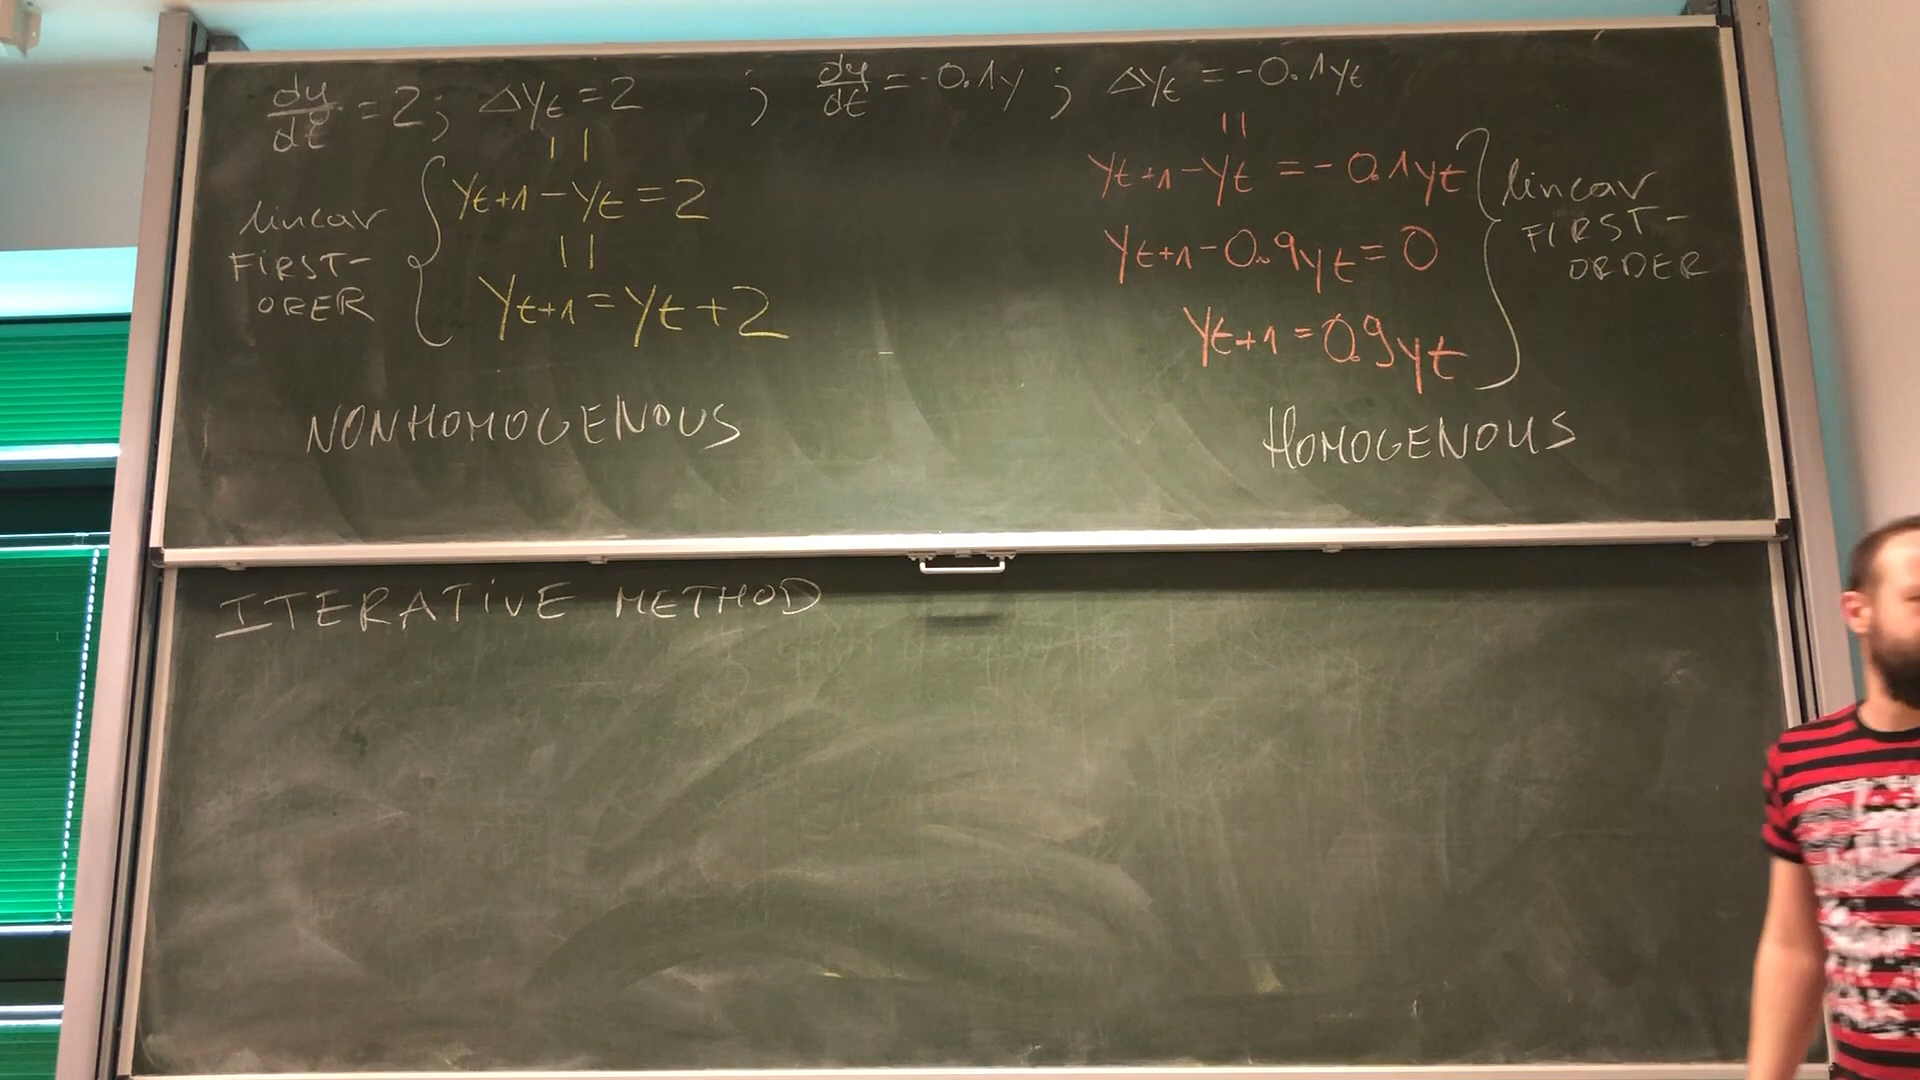 dy/dt = 2; Δyt = 2 ; dy/dt = -0.1y ; Δyt = -0.1yt
yt+1 - yt = 2
yt+1 = yt + 2
linear
FIRST-
ORER
NONHOMOGENOUS
yt+1 - yt = -0.1yt
yt+1 - 0.9yt = 0
yt+1 = 0.9yt
linear
FIRST-
ORDER
HOMOGENOUS
ITERATIVE METHOD